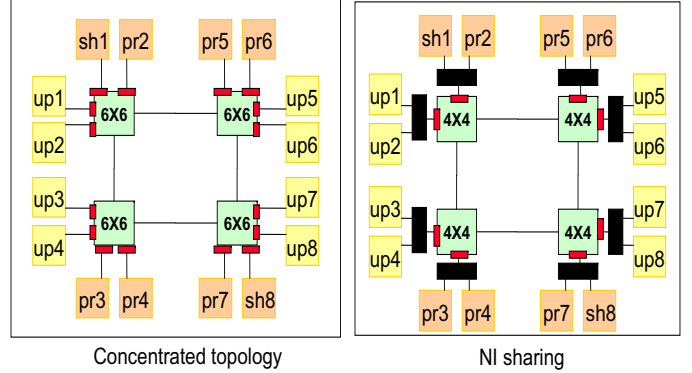 sh1 pr2 pr5 pr6
up1 6X6 6X6 up5
up2 up6
up3 up7
up4 6X6 6X6 up8
pr3 pr4 pr7 sh8
Concentrated topology
sh1 pr2 pr5 pr6
up1 4X4 4X4 up5
up2 up6
up3 up7
up4 4X4 4X4 up8
pr3 pr4 pr7 sh8
NI sharing